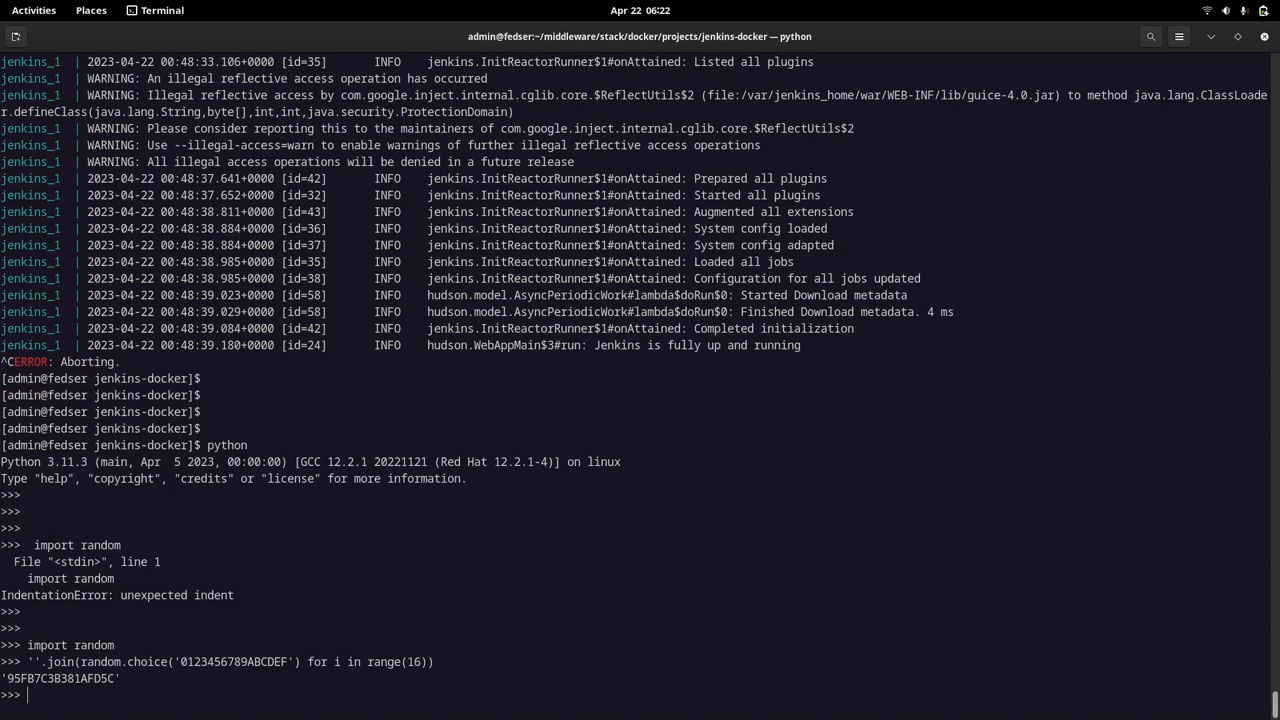 Activities Places Terminal Apr 22 06:22
admin@fedser:~/middleware/stack/docker/projects/jenkins-docker — python
jenkins_1 | 2023-04-22 00:48:33.106+0000 [id=35] INFO jenkins.InitReactorRunner$1#onAttained: Listed all plugins
jenkins_1 | WARNING: An illegal reflective access operation has occurred
jenkins_1 | WARNING: Illegal reflective access by com.google.inject.internal.cglib.core.$ReflectUtils$2 (file:/var/jenkins_home/war/WEB-INF/lib/guice-4.0.jar) to method java.lang.ClassLoade
r.defineClass(java.lang.String,byte[],int,int,java.security.ProtectionDomain)
jenkins_1 | WARNING: Please consider reporting this to the maintainers of com.google.inject.internal.cglib.core.$ReflectUtils$2
jenkins_1 | WARNING: Use --illegal-access=warn to enable warnings of further illegal reflective access operations
jenkins_1 | WARNING: All illegal access operations will be denied in a future release
jenkins_1 | 2023-04-22 00:48:37.641+0000 [id=42] INFO jenkins.InitReactorRunner$1#onAttained: Prepared all plugins
jenkins_1 | 2023-04-22 00:48:37.652+0000 [id=32] INFO jenkins.InitReactorRunner$1#onAttained: Started all plugins
jenkins_1 | 2023-04-22 00:48:38.811+0000 [id=43] INFO jenkins.InitReactorRunner$1#onAttained: Augmented all extensions
jenkins_1 | 2023-04-22 00:48:38.884+0000 [id=36] INFO jenkins.InitReactorRunner$1#onAttained: System config loaded
jenkins_1 | 2023-04-22 00:48:38.884+0000 [id=37] INFO jenkins.InitReactorRunner$1#onAttained: System config adapted
jenkins_1 | 2023-04-22 00:48:38.985+0000 [id=35] INFO jenkins.InitReactorRunner$1#onAttained: Loaded all jobs
jenkins_1 | 2023-04-22 00:48:38.985+0000 [id=38] INFO jenkins.InitReactorRunner$1#onAttained: Configuration for all jobs updated
jenkins_1 | 2023-04-22 00:48:39.023+0000 [id=58] INFO hudson.model.AsyncPeriodicWork#lambda$doRun$0: Started Download metadata
jenkins_1 | 2023-04-22 00:48:39.029+0000 [id=58] INFO hudson.model.AsyncPeriodicWork#lambda$doRun$0: Finished Download metadata. 4 ms
jenkins_1 | 2023-04-22 00:48:39.084+0000 [id=42] INFO jenkins.InitReactorRunner$1#onAttained: Completed initialization
jenkins_1 | 2023-04-22 00:48:39.180+0000 [id=24] INFO hudson.WebAppMain$3#run: Jenkins is fully up and running
^CERROR: Aborting.
[admin@fedser jenkins-docker]$
[admin@fedser jenkins-docker]$
[admin@fedser jenkins-docker]$
[admin@fedser jenkins-docker]$
[admin@fedser jenkins-docker]$ python
Python 3.11.3 (main, Apr  5 2023, 00:00:00) [GCC 12.2.1 20221121 (Red Hat 12.2.1-4)] on linux
Type "help", "copyright", "credits" or "license" for more information.
>>>
>>>
>>>
>>>  import random
  File "<stdin>", line 1
    import random
IndentationError: unexpected indent
>>>
>>>
>>> import random
>>> ''.join(random.choice('0123456789ABCDEF') for i in range(16))
'95FB7C3B381AFD5C'
>>>